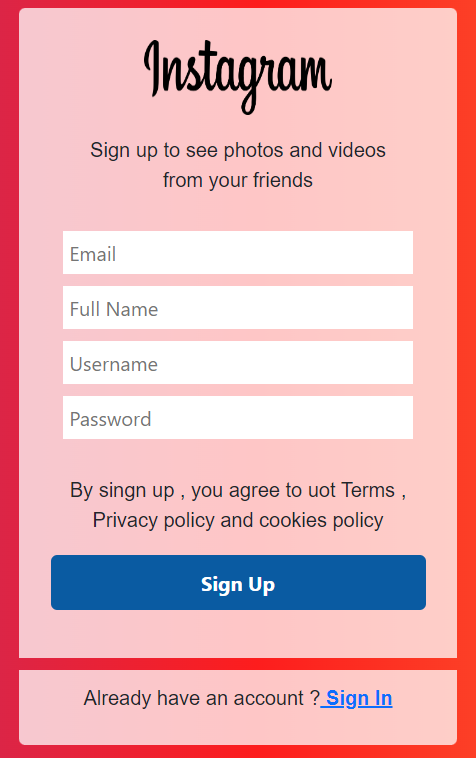 Instagram
Sign up to see photos and videos
from your friends
Email
Full Name
Username
Password
By singn up , you agree to uot Terms ,
Privacy policy and cookies policy
Sign Up
Already have an account ? Sign In